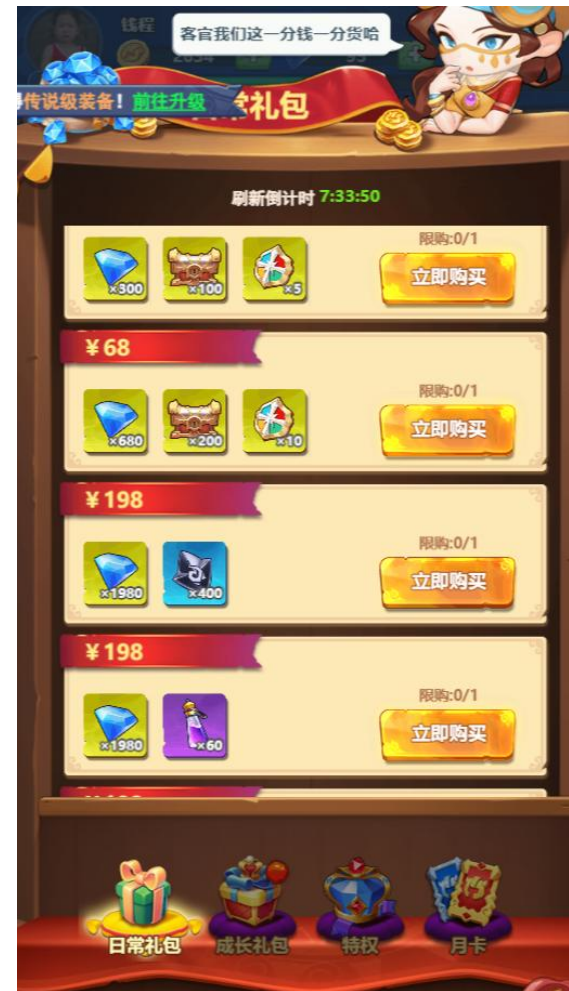 钱程
客官我们这一分钱一分货哈
2034
95
传说级装备！前往升级
常礼包
刷新倒计时 7:33:50
限购:0/1
×300
×100
×5
立即购买
¥68
限购:0/1
×680
×200
×10
立即购买
¥198
限购:0/1
×1980
×400
立即购买
¥198
限购:0/1
×1980
×60
立即购买
日常礼包
成长礼包
特权
月卡